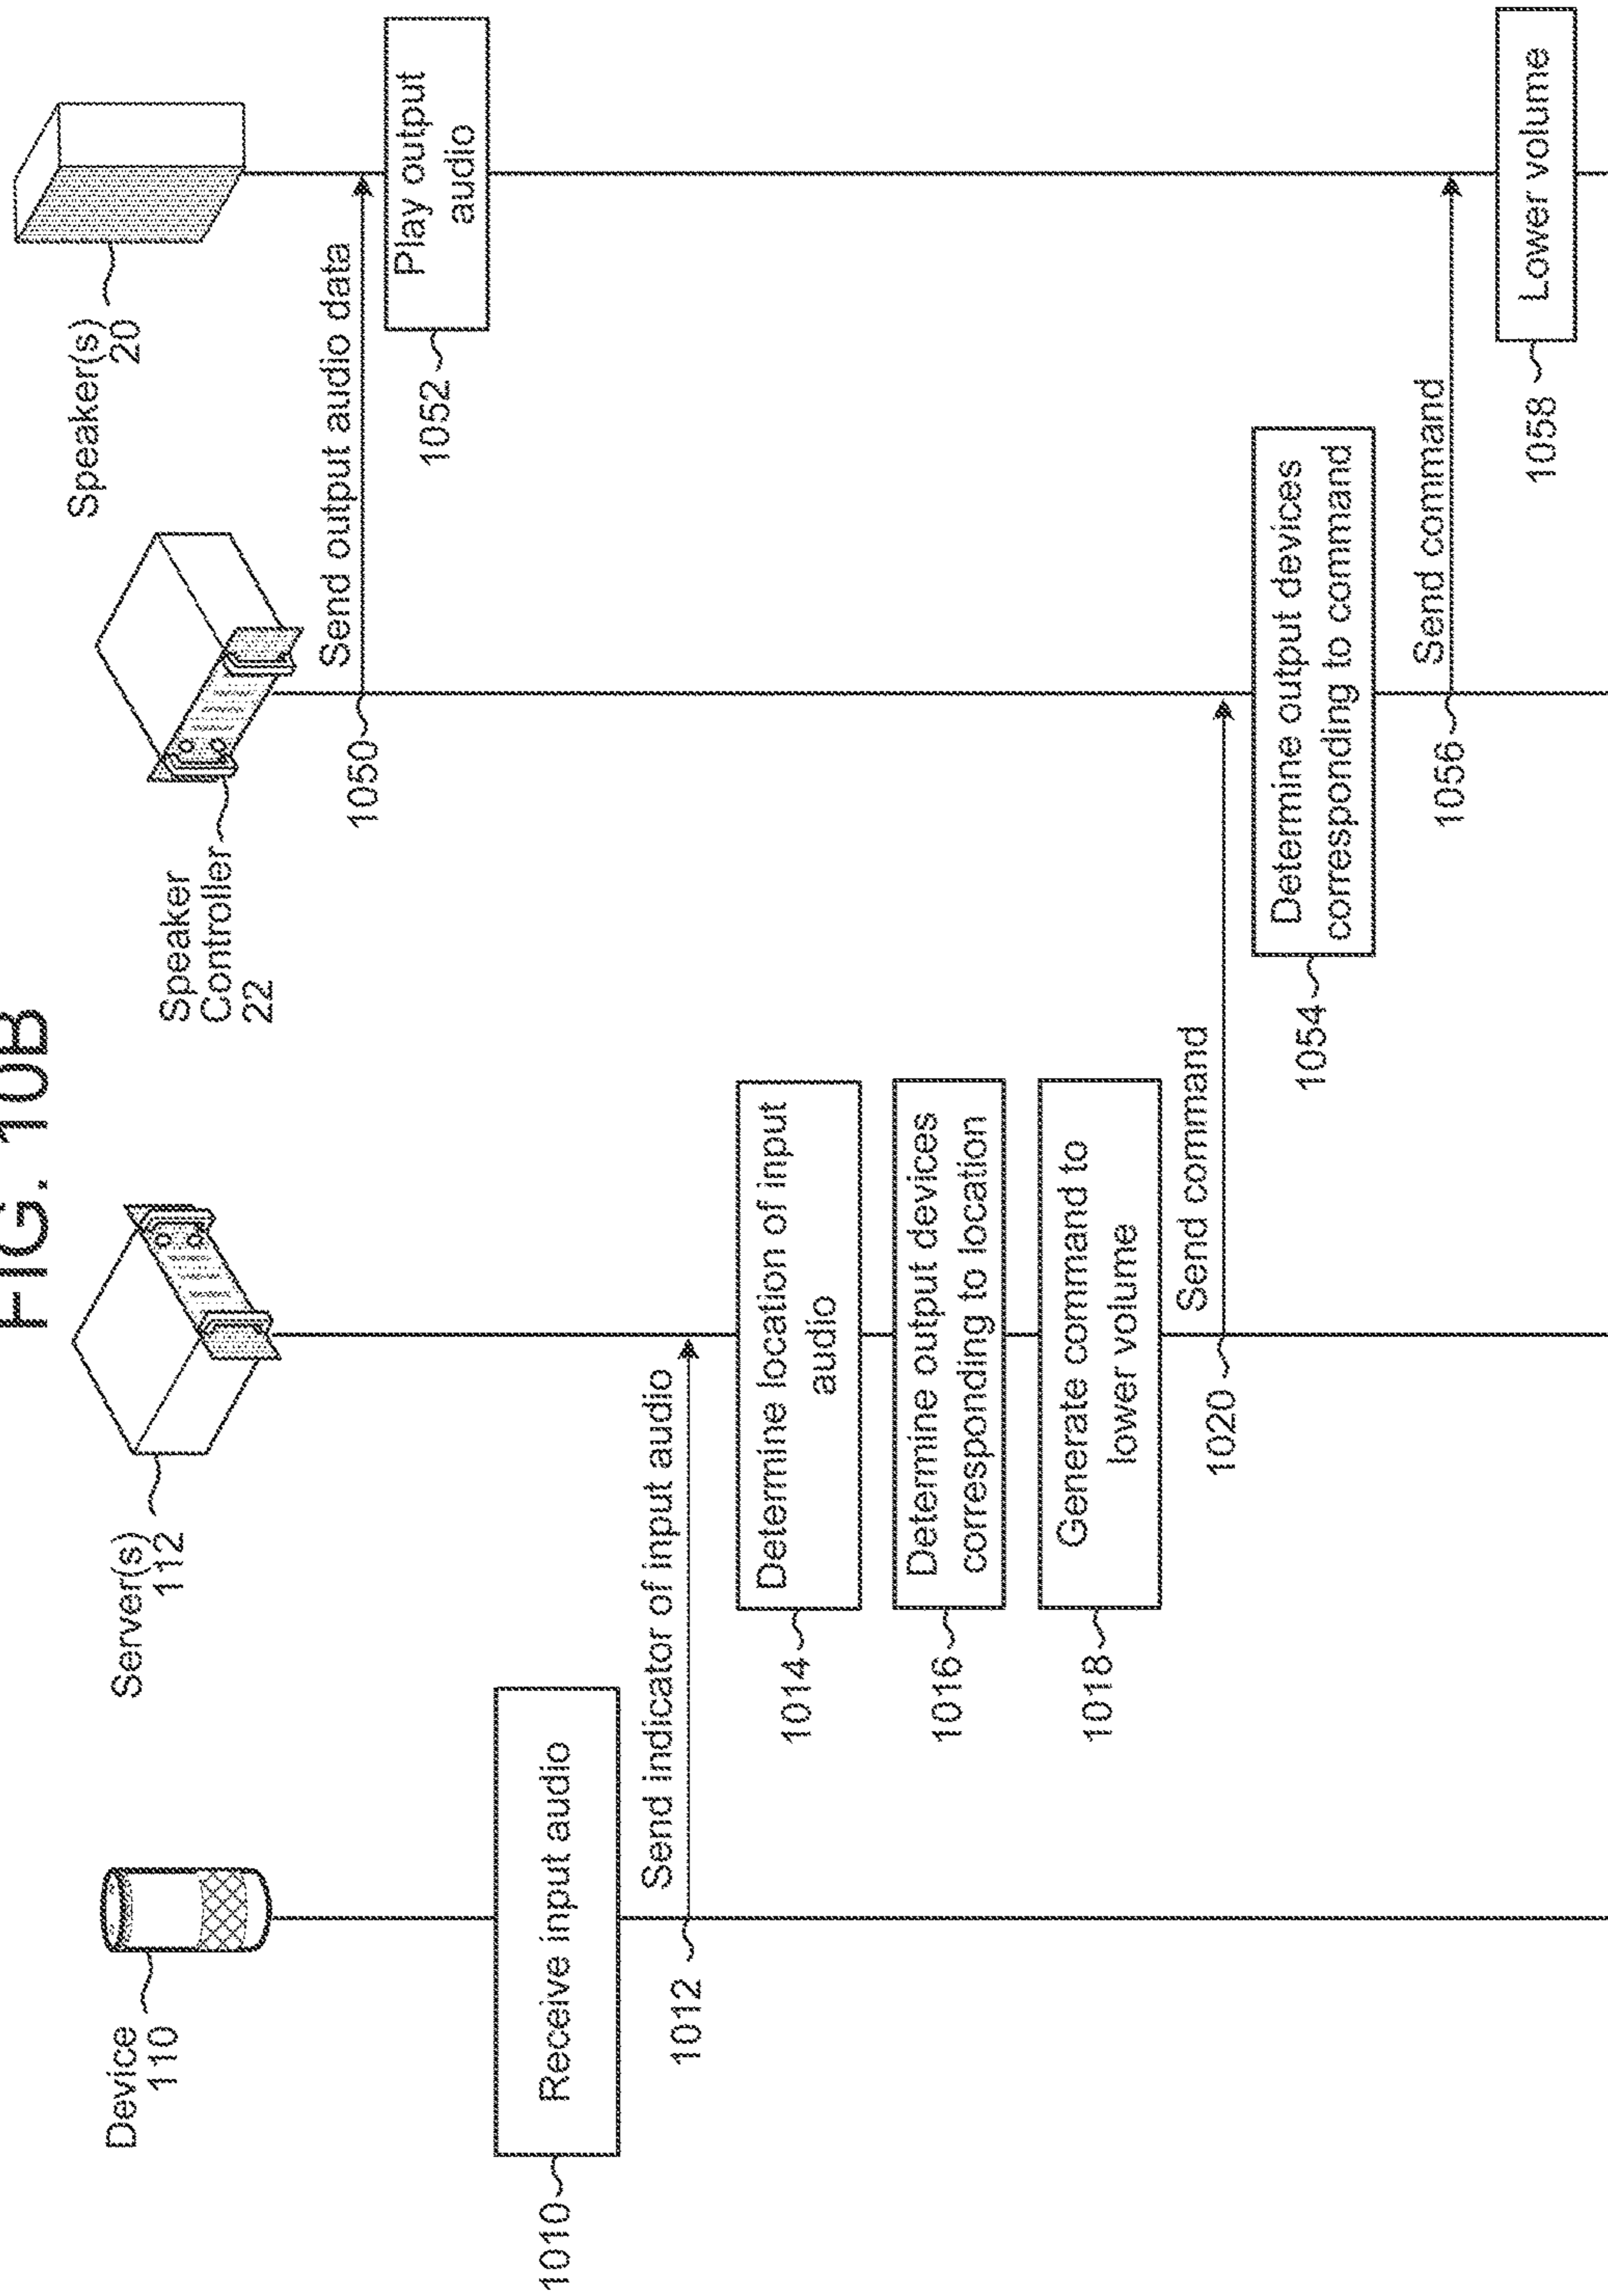 FIG. 10B
Device
110
Server(s)
112
Speaker
Controller
22
Speaker(s)
20
Send output audio data
1050
Play output
audio
1052
Receive input audio
1010
Send indicator of input audio
1012
Determine location of input
audio
1014
Determine output devices
corresponding to location
1016
Generate command to
lower volume
1018
Send command
1020
Determine output devices
corresponding to command
1054
Send command
1056
Lower volume
1058